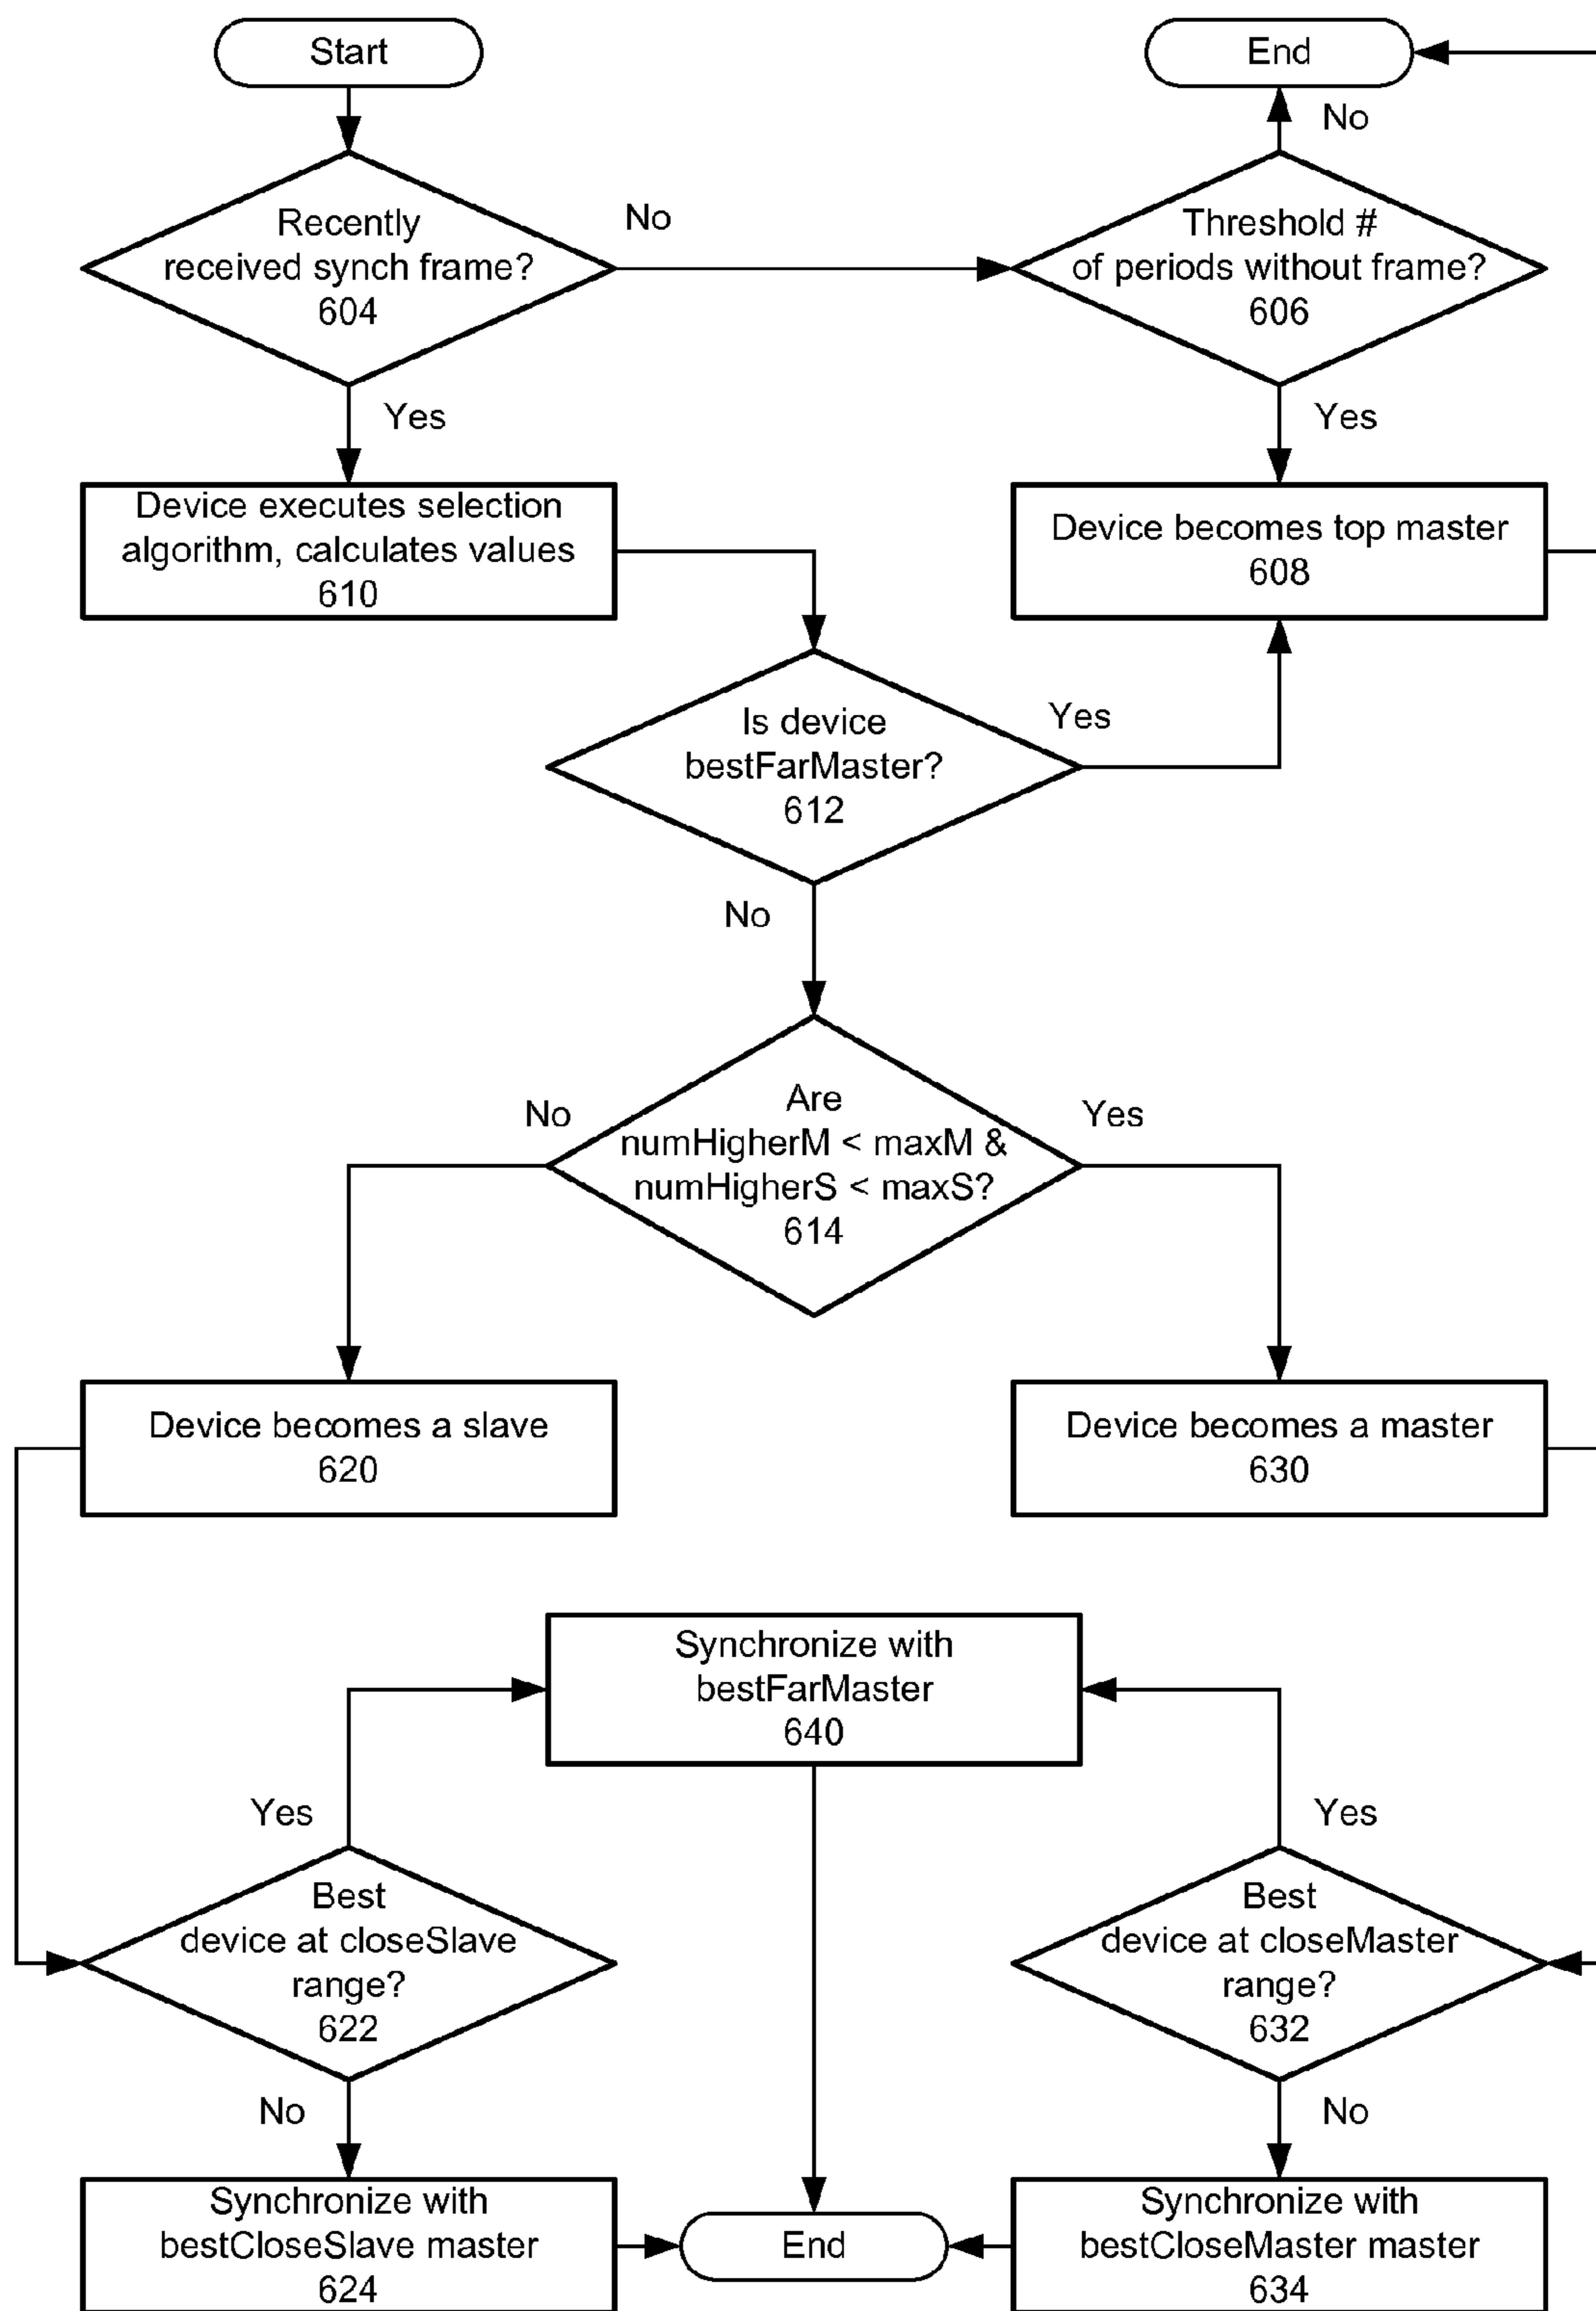 Start
End
No
Recently
received synch frame?
604
No
Threshold #
of periods without frame?
606
Yes
Yes
Device executes selection
algorithm, calculates values
610
Device becomes top master
608
Is device
bestFarMaster?
612
Yes
No
Are
numHigherM < maxM &
numHigherS < maxS?
614
No
Yes
Device becomes a slave
620
Device becomes a master
630
Synchronize with
bestFarMaster
640
Yes
Yes
Best
device at closeSlave
range?
622
Best
device at closeMaster
range?
632
No
No
Synchronize with
bestCloseSlave master
624
End
Synchronize with
bestCloseMaster master
634